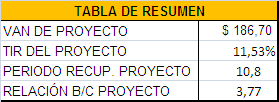 TABLA DE RESUMEN
VAN DE PROYECTO $ 186,70
TIR DEL PROYECTO 11,53%
PERIODO RECUP. PROYECTO 10,8
RELACIÓN B/C PROYECTO 3,77